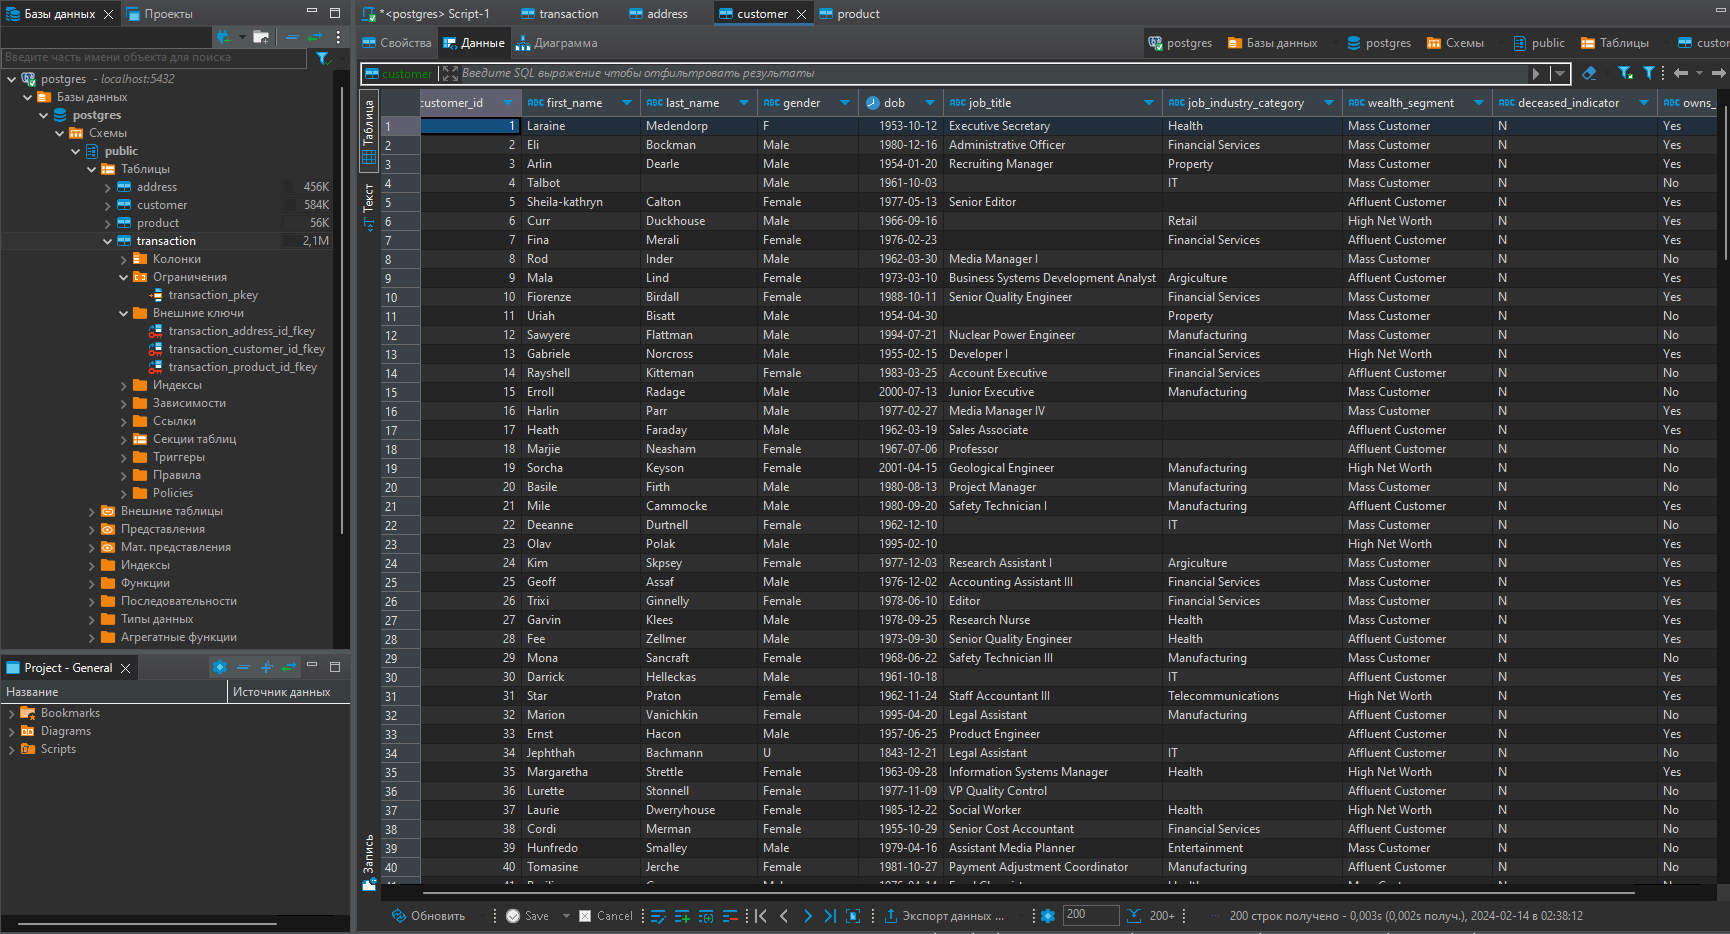 Базы данных
Проекты
Введите часть имени объекта для поиска
postgres - localhost:5432
Базы данных
postgres
Схемы
public
Таблицы
address 456K
customer 584K
product 56K
transaction 2,1M
Колонки
Ограничения
transaction_pkey
Внешние ключи
transaction_address_id_fkey
transaction_customer_id_fkey
transaction_product_id_fkey
Индексы
Зависимости
Ссылки
Секции таблиц
Триггеры
Правила
Policies
Внешние таблицы
Представления
Мат. представления
Индексы
Функции
Последовательности
Типы данных
Агрегатные функции
Project - General
Название Источник данных
Bookmarks
Diagrams
Scripts
*<postgres> Script-1 transaction address customer product
Свойства Данные Диаграмма postgres Базы данных postgres Схемы public Таблицы custor
customer Введите SQL выражение чтобы отфильтровать результаты
Таблица
Текст
Запись
customer_id ABC first_name ABC last_name ABC gender dob ABC job_title ABC job_industry_category ABC wealth_segment ABC deceased_indicator ABC owns_
1 1 Laraine Medendorp F 1953-10-12 Executive Secretary Health Mass Customer N Yes
2 2 Eli Bockman Male 1980-12-16 Administrative Officer Financial Services Mass Customer N Yes
3 3 Arlin Dearle Male 1954-01-20 Recruiting Manager Property Mass Customer N Yes
4 4 Talbot Male 1961-10-03 IT Mass Customer N No
5 5 Sheila-kathryn Calton Female 1977-05-13 Senior Editor Affluent Customer N Yes
6 6 Curr Duckhouse Male 1966-09-16 Retail High Net Worth N Yes
7 7 Fina Merali Female 1976-02-23 Financial Services Affluent Customer N Yes
8 8 Rod Inder Male 1962-03-30 Media Manager I Mass Customer N No
9 9 Mala Lind Female 1973-03-10 Business Systems Development Analyst Argiculture Affluent Customer N Yes
10 10 Fiorenze Birdall Female 1988-10-11 Senior Quality Engineer Financial Services Mass Customer N Yes
11 11 Uriah Bisatt Male 1954-04-30 Property Mass Customer N No
12 12 Sawyere Flattman Male 1994-07-21 Nuclear Power Engineer Manufacturing Mass Customer N No
13 13 Gabriele Norcross Male 1955-02-15 Developer I Financial Services High Net Worth N Yes
14 14 Rayshell Kitteman Female 1983-03-25 Account Executive Financial Services Affluent Customer N Yes
15 15 Erroll Radage Male 2000-07-13 Junior Executive Manufacturing Mass Customer N No
16 16 Harlin Parr Male 1977-02-27 Media Manager IV Mass Customer N Yes
17 17 Heath Faraday Male 1962-03-19 Sales Associate Affluent Customer N Yes
18 18 Marjie Neasham Female 1967-07-06 Professor Affluent Customer N No
19 19 Sorcha Keyson Female 2001-04-15 Geological Engineer Manufacturing High Net Worth N No
20 20 Basile Firth Male 1980-08-13 Project Manager Manufacturing Mass Customer N No
21 21 Mile Cammocke Male 1980-09-20 Safety Technician I Manufacturing Affluent Customer N Yes
22 22 Deeanne Durtnell Female 1962-12-10 IT Mass Customer N No
23 23 Olav Polak Male 1995-02-10 High Net Worth N Yes
24 24 Kim Skpsey Female 1977-12-03 Research Assistant I Argiculture Mass Customer N Yes
25 25 Geoff Assaf Male 1976-12-02 Accounting Assistant III Financial Services Mass Customer N Yes
26 26 Trixi Ginnelly Female 1978-06-10 Editor Financial Services Mass Customer N Yes
27 27 Garvin Klees Male 1978-09-25 Research Nurse Health Mass Customer N Yes
28 28 Fee Zellmer Male 1973-09-30 Senior Quality Engineer Health Affluent Customer N Yes
29 29 Mona Sancraft Female 1968-06-22 Safety Technician III Manufacturing Mass Customer N No
30 30 Darrick Helleckas Male 1961-10-18 IT Affluent Customer N Yes
31 31 Star Praton Female 1962-11-24 Staff Accountant III Telecommunications High Net Worth N Yes
32 32 Marion Vanichkin Female 1995-04-20 Legal Assistant Manufacturing Affluent Customer N No
33 33 Ernst Hacon Male 1957-06-25 Product Engineer Affluent Customer N Yes
34 34 Jephthah Bachmann U 1843-12-21 Legal Assistant IT Affluent Customer N No
35 35 Margaretha Strettle Female 1963-09-28 Information Systems Manager Health High Net Worth N Yes
36 36 Lurette Stonnell Female 1977-11-09 VP Quality Control Affluent Customer N No
37 37 Laurie Dwerryhouse Female 1985-12-22 Social Worker Health High Net Worth N No
38 38 Cordi Merman Female 1955-10-29 Senior Cost Accountant Financial Services Affluent Customer N No
39 39 Hunfredo Smalley Male 1979-04-16 Assistant Media Planner Entertainment Mass Customer N No
40 40 Tomasine Jerche Female 1981-10-27 Payment Adjustment Coordinator Manufacturing Affluent Customer N No
Обновить Save Cancel Экспорт данных ... 200 200+ 200 строк получено - 0,003s (0,002s получ.), 2024-02-14 в 02:38:12